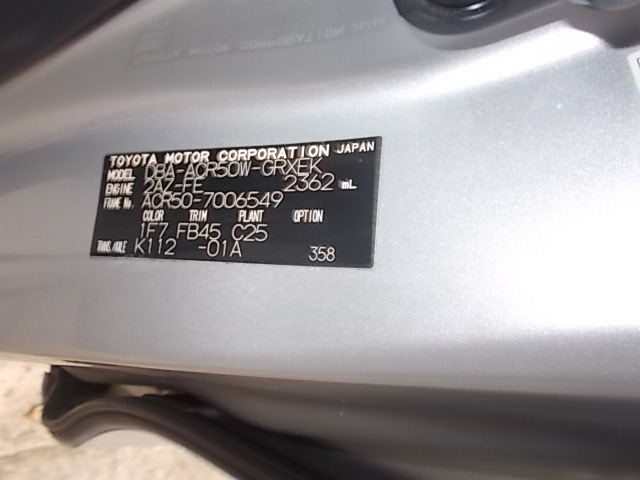 TOYOTA MOTOR CORPORATION JAPAN
MODEL DBA-ACR50W-GRXEK
ENGINE 2AZ-FE 2362 mL
FRAME No. ACR50-7006549
COLOR TRIM PLANT OPTION
1F7 FB45 C25
TRANS./AXLE K112 -01A 358